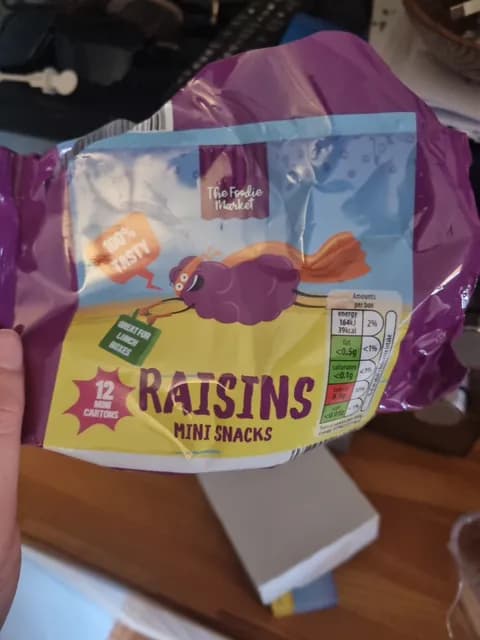 The Foodie
Market
100%
TASTY
GREAT FOR
LUNCH
BOXES
12
MINI
CARTONS
RAISINS
MINI SNACKS
Amounts
per box
energy
164kJ
39kcal
2%
fat
<0.5g
<1%
saturates
<0.1g
<1%